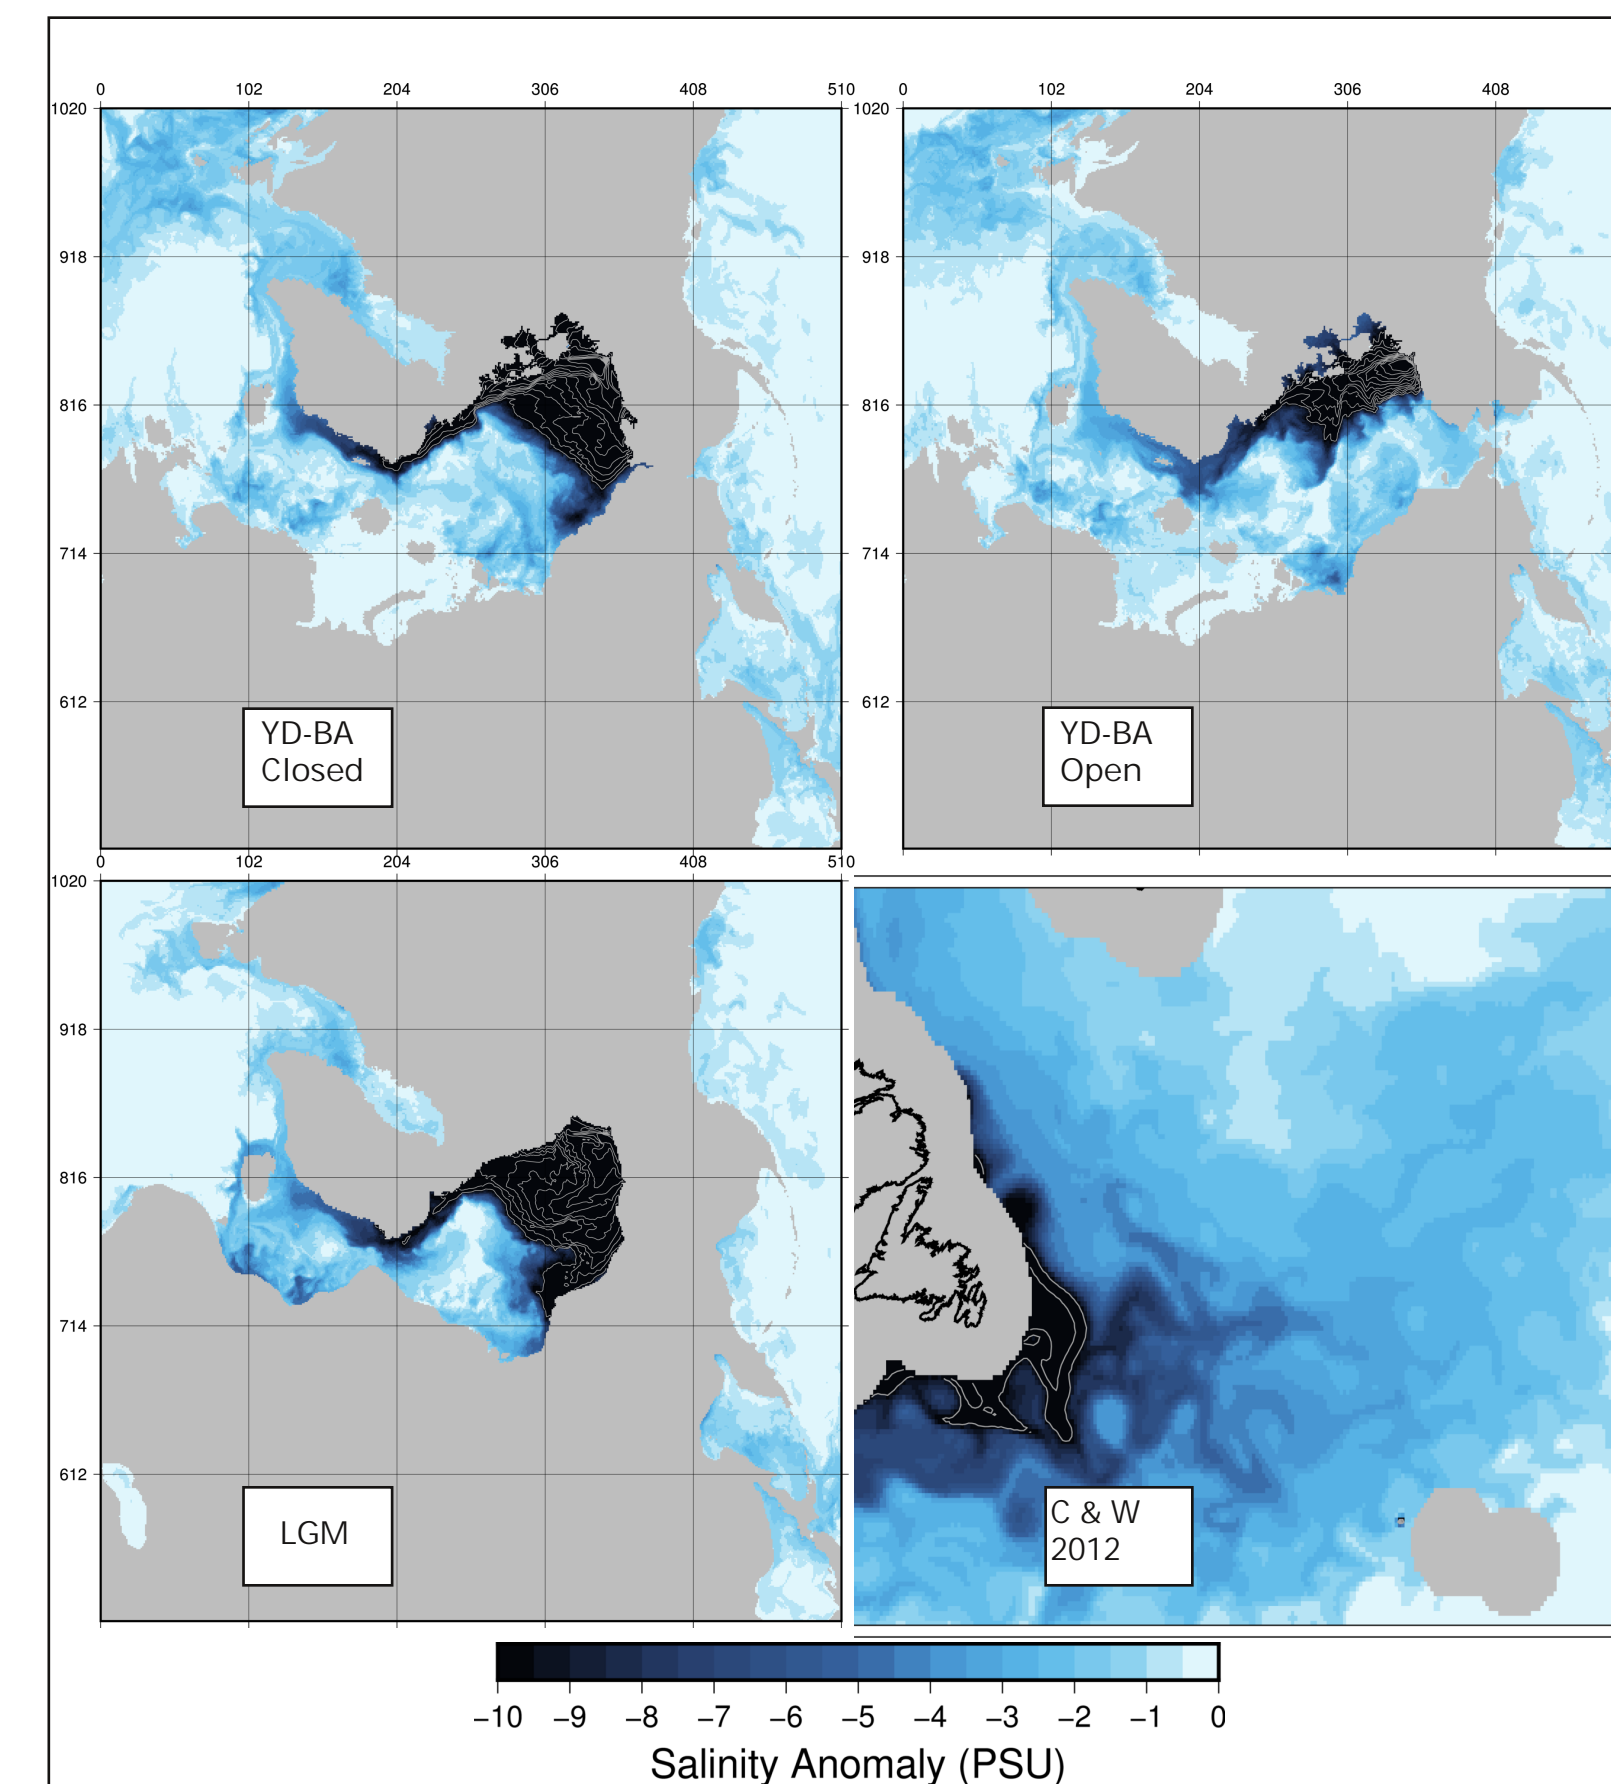 0 102 204 306 408 510
0 102 204 306 408
1020
918
816
714
612
YD-BA
Closed
1020
918
816
714
612
YD-BA
Open
0 102 204 306 408 510
1020
918
816
714
612
LGM
C & W
2012
−10 −9 −8 −7 −6 −5 −4 −3 −2 −1 0
Salinity Anomaly (PSU)